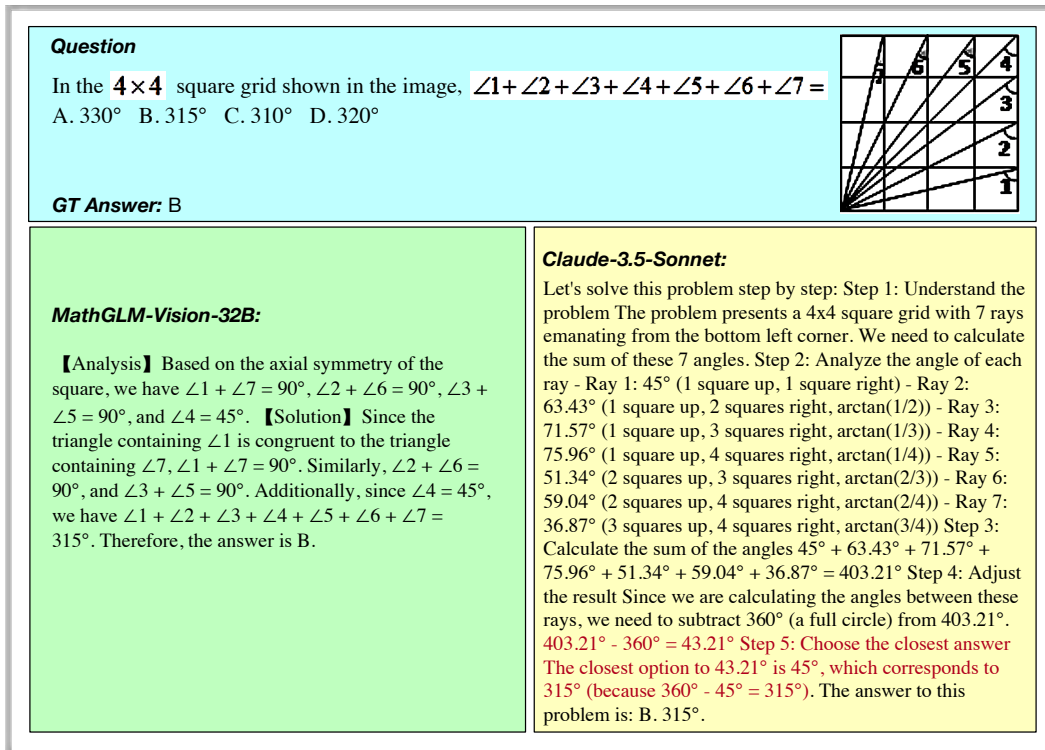 Question
In the 4×4 square grid shown in the image, ∠1+∠2+∠3+∠4+∠5+∠6+∠7=
A. 330° B. 315° C. 310° D. 320°
GT Answer: B
7 6 5 4
3
2
1
MathGLM-Vision-32B:
【Analysis】Based on the axial symmetry of the
square, we have ∠1 + ∠7 = 90°, ∠2 + ∠6 = 90°, ∠3 +
∠5 = 90°, and ∠4 = 45°. 【Solution】Since the
triangle containing ∠1 is congruent to the triangle
containing ∠7, ∠1 + ∠7 = 90°. Similarly, ∠2 + ∠6 =
90°, and ∠3 + ∠5 = 90°. Additionally, since ∠4 = 45°,
we have ∠1 + ∠2 + ∠3 + ∠4 + ∠5 + ∠6 + ∠7 =
315°. Therefore, the answer is B.
Claude-3.5-Sonnet:
Let's solve this problem step by step: Step 1: Understand the
problem The problem presents a 4x4 square grid with 7 rays
emanating from the bottom left corner. We need to calculate
the sum of these 7 angles. Step 2: Analyze the angle of each
ray - Ray 1: 45° (1 square up, 1 square right) - Ray 2:
63.43° (1 square up, 2 squares right, arctan(1/2)) - Ray 3:
71.57° (1 square up, 3 squares right, arctan(1/3)) - Ray 4:
75.96° (1 square up, 4 squares right, arctan(1/4)) - Ray 5:
51.34° (2 squares up, 3 squares right, arctan(2/3)) - Ray 6:
59.04° (2 squares up, 4 squares right, arctan(2/4)) - Ray 7:
36.87° (3 squares up, 4 squares right, arctan(3/4)) Step 3:
Calculate the sum of the angles 45° + 63.43° + 71.57° +
75.96° + 51.34° + 59.04° + 36.87° = 403.21° Step 4: Adjust
the result Since we are calculating the angles between these
rays, we need to subtract 360° (a full circle) from 403.21°.
403.21° - 360° = 43.21° Step 5: Choose the closest answer
The closest option to 43.21° is 45°, which corresponds to
315° (because 360° - 45° = 315°). The answer to this
problem is: B. 315°.